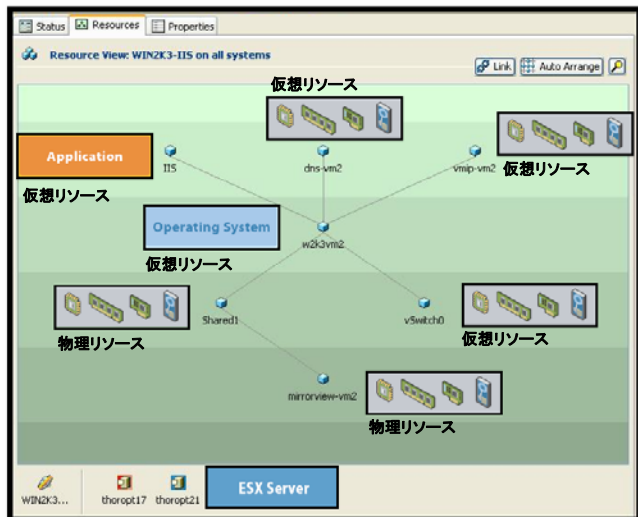 Status Resources Properties
Resource View: WIN2K3-IIS on all systems
Link Auto Arrange
仮想リソース
Application
IIS
dns-vm2
vmip-vm2
仮想リソース
仮想リソース
Operating System
w2k3vm2
仮想リソース
Shared1
vSwitch0
物理リソース
仮想リソース
mirrorview-vm2
物理リソース
WIN2K3...
thoropt17
thoropt21
ESX Server